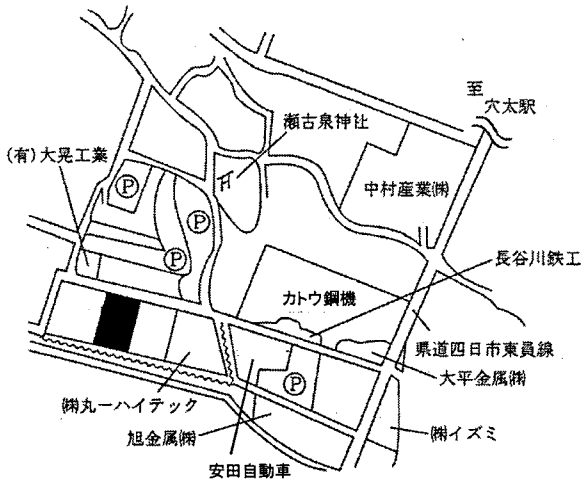 至
穴太駅
瀬古泉神社
(有)大晃工業
中村産業㈱
Ⓟ
Ⓟ
Ⓟ
長谷川鉄工
カトウ鋼機
県道四日市東員線
大平金属㈱
Ⓟ
㈱丸一ハイテック
㈱イズミ
旭金属㈱
安田自動車